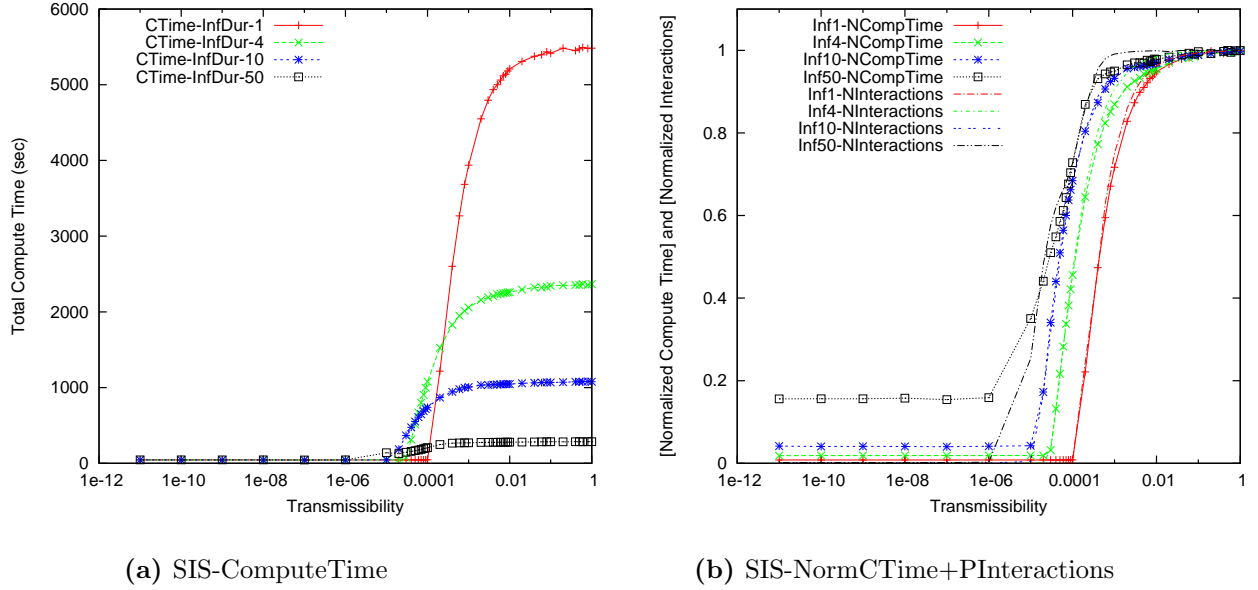 CTime-InfDur-1
CTime-InfDur-4
CTime-InfDur-10
CTime-InfDur-50
Total Compute Time (sec)
6000
5000
4000
3000
2000
1000
0
1e-12 1e-10 1e-08 1e-06 0.0001 0.01 1
Transmissibility
(a) SIS-ComputeTime
Inf1-NCompTime
Inf4-NCompTime
Inf10-NCompTime
Inf50-NCompTime
Inf1-NInteractions
Inf4-NInteractions
Inf10-NInteractions
Inf50-NInteractions
[Normalized Compute Time] and [Normalized Interactions]
1
0.8
0.6
0.4
0.2
0
1e-12 1e-10 1e-08 1e-06 0.0001 0.01 1
Transmissibility
(b) SIS-NormCTime+PInteractions